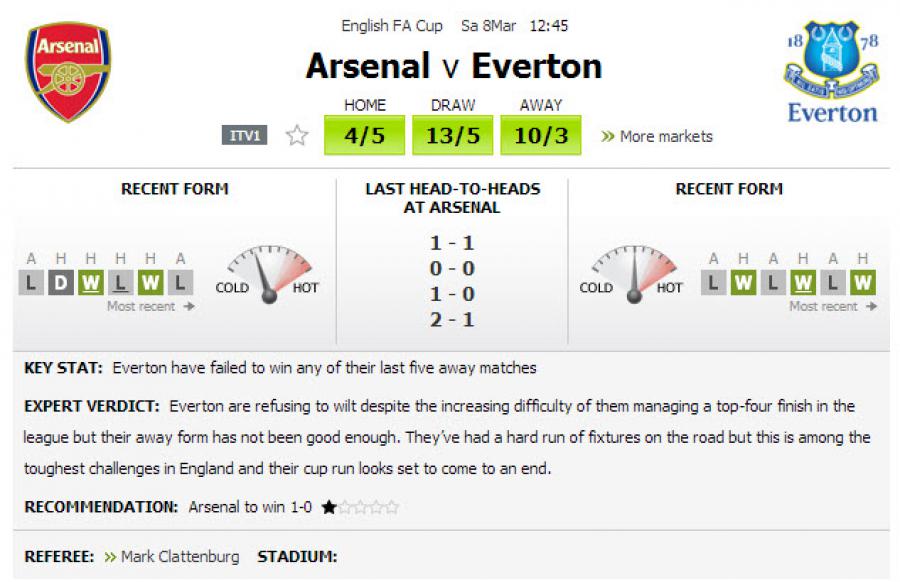 English FA Cup Sa 8Mar 12:45
Arsenal
Arsenal v Everton
18 78
Everton
HOME DRAW AWAY
ITV1 4/5 13/5 10/3 » More markets
RECENT FORM
LAST HEAD-TO-HEADS
AT ARSENAL
RECENT FORM
A H H H H A
L D W L W L
Most recent
COLD HOT
1 - 1
0 - 0
1 - 0
2 - 1
COLD HOT
A H A H A H
L W L W L W
Most recent
KEY STAT: Everton have failed to win any of their last five away matches
EXPERT VERDICT: Everton are refusing to wilt despite the increasing difficulty of them managing a top-four finish in the
league but their away form has not been good enough. They've had a hard run of fixtures on the road but this is among the
toughest challenges in England and their cup run looks set to come to an end.
RECOMMENDATION: Arsenal to win 1-0
REFEREE: » Mark Clattenburg STADIUM: